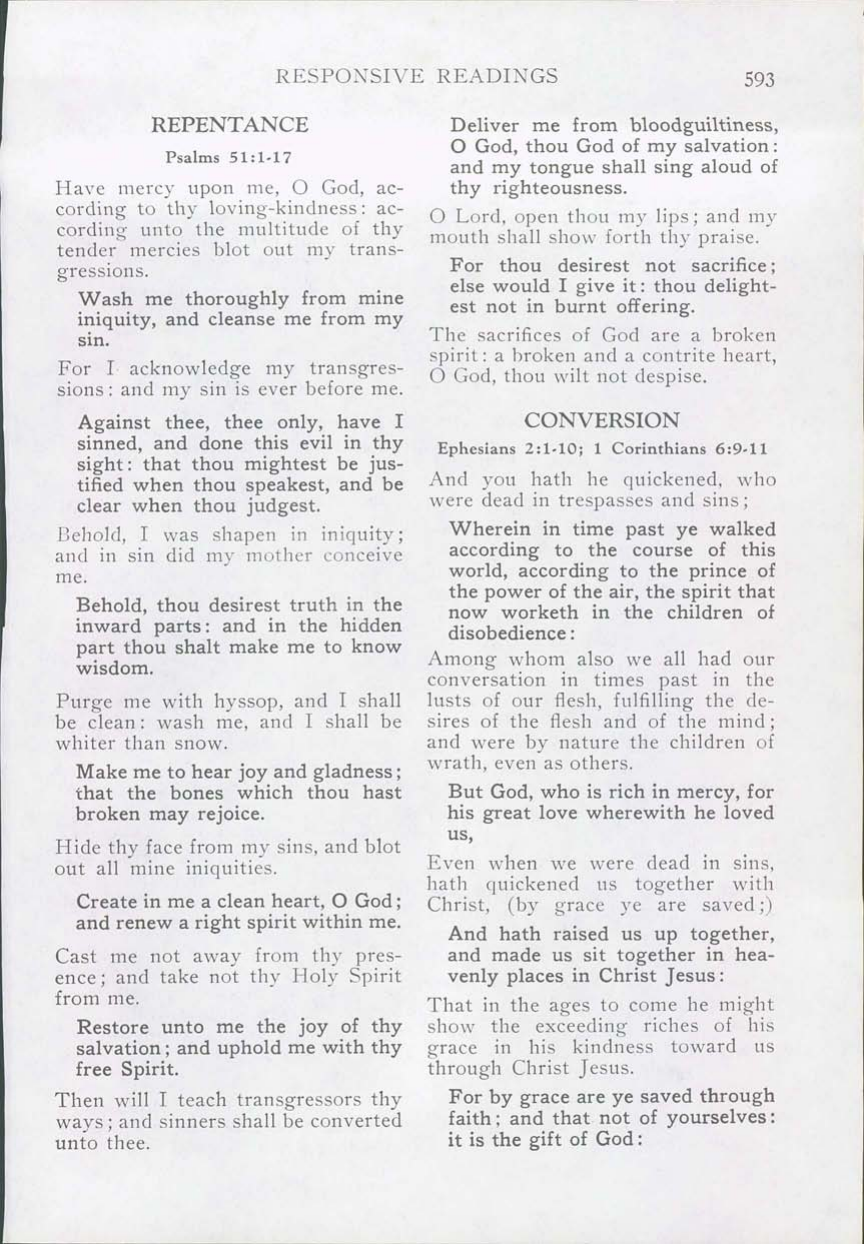 RESPONSIVE READINGS 593
REPENTANCE
Psalms 51:1-17
Have mercy upon me, O God, ac-
cording to thy loving-kindness: ac-
cording unto the multitude of thy
tender mercies blot out my trans-
gressions.
Wash me thoroughly from mine
iniquity, and cleanse me from my
sin.
For I acknowledge my transgres-
sions: and my sin is ever before me.
Against thee, thee only, have I
sinned, and done this evil in thy
sight: that thou mightest be jus-
tified when thou speakest, and be
clear when thou judgest.
Behold, I was shapen in iniquity;
and in sin did my mother conceive
me.
Behold, thou desirest truth in the
inward parts: and in the hidden
part thou shalt make me to know
wisdom.
Purge me with hyssop, and I shall
be clean: wash me, and I shall be
whiter than snow.
Make me to hear joy and gladness;
that the bones which thou hast
broken may rejoice.
Hide thy face from my sins, and blot
out all mine iniquities.
Create in me a clean heart, O God;
and renew a right spirit within me.
Cast me not away from thy pres-
ence; and take not thy Holy Spirit
from me.
Restore unto me the joy of thy
salvation; and uphold me with thy
free Spirit.
Then will I teach transgressors thy
ways; and sinners shall be converted
unto thee.
Deliver me from bloodguiltiness,
O God, thou God of my salvation:
and my tongue shall sing aloud of
thy righteousness.
O Lord, open thou my lips; and my
mouth shall show forth thy praise.
For thou desirest not sacrifice;
else would I give it: thou delight-
est not in burnt offering.
The sacrifices of God are a broken
spirit: a broken and a contrite heart,
O God, thou wilt not despise.
CONVERSION
Ephesians 2:1-10; 1 Corinthians 6:9-11
And you hath he quickened, who
were dead in trespasses and sins;
Wherein in time past ye walked
according to the course of this
world, according to the prince of
the power of the air, the spirit that
now worketh in the children of
disobedience:
Among whom also we all had our
conversation in times past in the
lusts of our flesh, fulfilling the de-
sires of the flesh and of the mind;
and were by nature the children of
wrath, even as others.
But God, who is rich in mercy, for
his great love wherewith he loved
us,
Even when we were dead in sins,
hath quickened us together with
Christ, (by grace ye are saved;)
And hath raised us up together,
and made us sit together in hea-
venly places in Christ Jesus:
That in the ages to come he might
show the exceeding riches of his
grace in his kindness toward us
through Christ Jesus.
For by grace are ye saved through
faith; and that not of yourselves:
it is the gift of God: